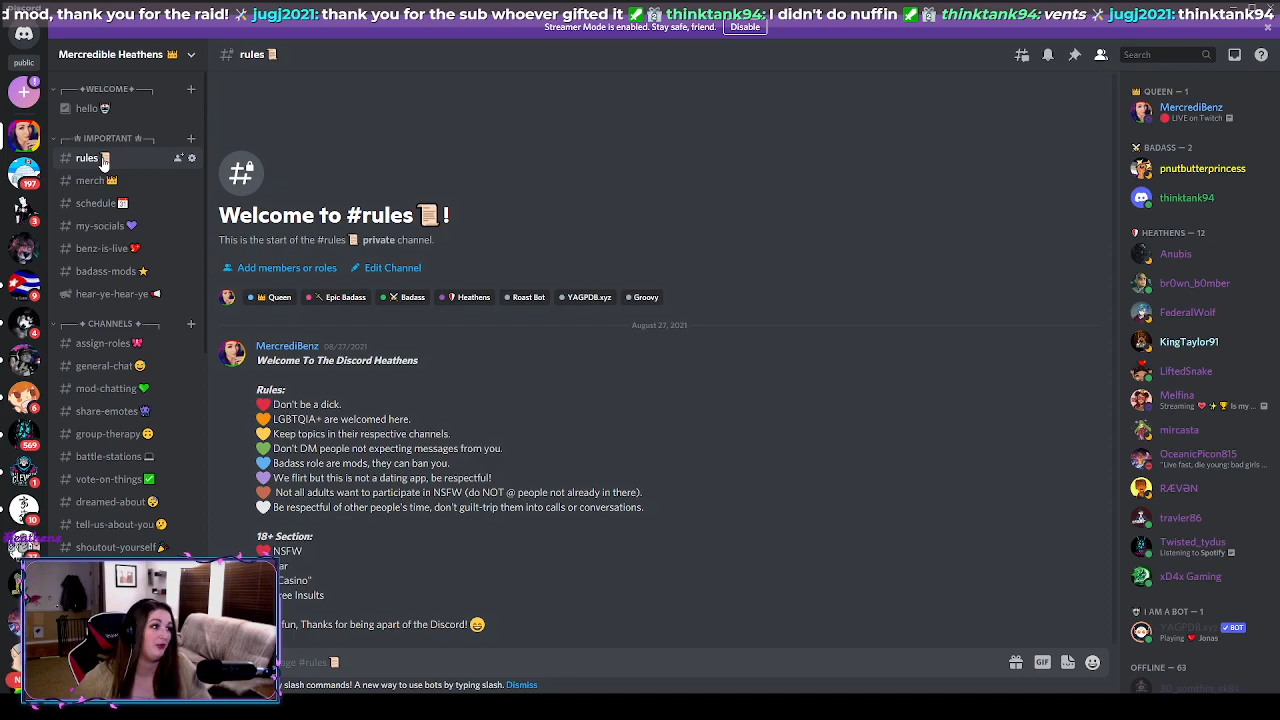 Discord
mod, thank you for the raid! jugj2021: thank you for the sub whoever gifted it thinktank94: I didn't do nuffin thinktank94: vents jugj2021: thinktank94
Streamer Mode is enabled. Stay safe, friend. Disable
public
Mercredible Heathens
# rules
Search
WELCOME
hello
IMPORTANT
# rules
# merch
# schedule
# my-socials
# benz-is-live
# badass-mods
hear-ye-hear-ye
CHANNELS
# assign-roles
# general-chat
# mod-chatting
# share-emotes
# group-therapy
# battle-stations
# vote-on-things
# dreamed-about
# tell-us-about-you
# shoutout-yourself
197
3
9
4
6
569
1
10
Heathens
Welcome to #rules !
This is the start of the #rules private channel.
Add members or roles Edit Channel
Queen Epic Badass Badass Heathens Roast Bot YAGPDB.xyz Groovy
August 27, 2021
MercrediBenz 08/27/2021
Welcome To The Discord Heathens
Rules:
Don't be a dick.
LGBTQIA+ are welcomed here.
Keep topics in their respective channels.
Don't DM people not expecting messages from you.
Badass role are mods, they can ban you.
We flirt but this is not a dating app, be respectful!
Not all adults want to participate in NSFW (do NOT @ people not already in there).
Be respectful of other people's time, don't guilt-trip them into calls or conversations.
18+ Section:
NSFW
ar
Casino"
ree Insults
fun, Thanks for being apart of the Discord!
age #rules
GIF
y slash commands! A new way to use bots by typing slash. Dismiss
QUEEN — 1
MercrediBenz
LIVE on Twitch
BADASS — 2
pnutbutterprincess
thinktank94
HEATHENS — 12
Anubis
br0wn_b0mber
FederalWolf
KingTaylor91
LiftedSnake
Melfina
Streaming Is my ...
mircasta
OceanicPicon815
"Live fast, die young: bad girls ...
RÆVƏN
travler86
Twisted_tydus
Listening to Spotify
xD4x Gaming
I AM A BOT — 1
YAGPDB.xyz BOT
Playing Jonas
OFFLINE — 63